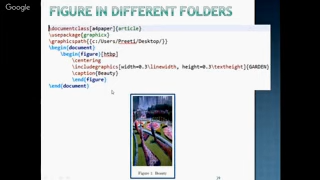 Google
FIGURE IN DIFFERENT FOLDERS
\documentclass[a4paper]{article}
\usepackage{graphicx}
\graphicspath{{c:/Users/Preeti/Desktop/}}
\begin{document}
\begin{figure}[htbp]
\centering
\includegraphics[width=0.3\linewidth, height=0.3\textheight]{GARDEN}
\caption{Beauty}
\end{figure}
\end{document}
Figure 1: Beauty